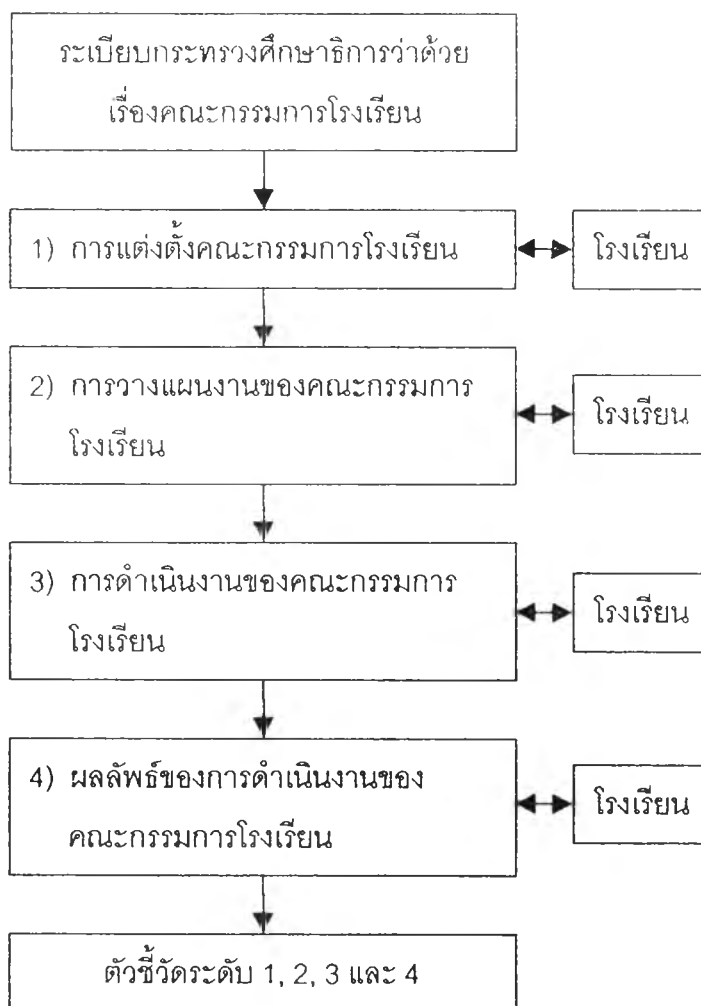 ระเบียบกระทรวงศึกษาธิการว่าด้วย
เรื่องคณะกรรมการโรงเรียน
1) การแต่งตั้งคณะกรรมการโรงเรียน
โรงเรียน
2) การวางแผนงานของคณะกรรมการ
โรงเรียน
โรงเรียน
3) การดำเนินงานของคณะกรรมการ
โรงเรียน
โรงเรียน
4) ผลลัพธ์ของการดำเนินงานของ
คณะกรรมการโรงเรียน
โรงเรียน
ตัวชี้วัดระดับ 1, 2, 3 และ 4